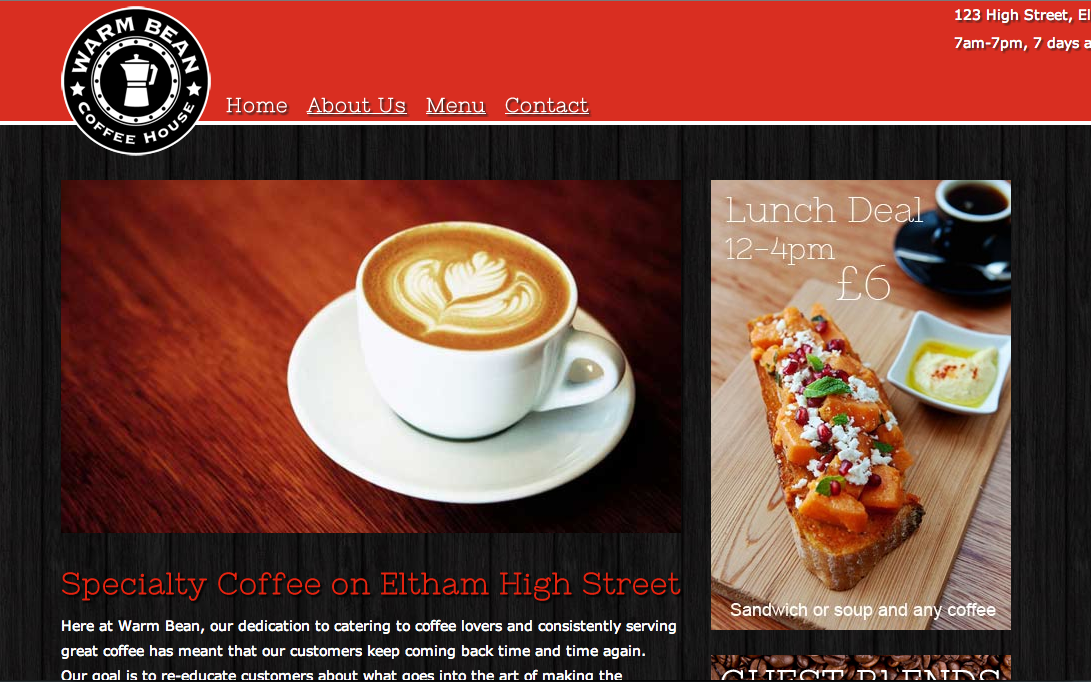 WARM BEAN
COFFEE HOUSE
123 High Street, El
7am-7pm, 7 days a
Home About Us Menu Contact
Lunch Deal
12-4pm
£6
Sandwich or soup and any coffee
Specialty Coffee on Eltham High Street
Here at Warm Bean, our dedication to catering to coffee lovers and consistently serving
great coffee has meant that our customers keep coming back time and time again.
Our goal is to re-educate customers about what goes into the art of making the
GUEST BLENDS